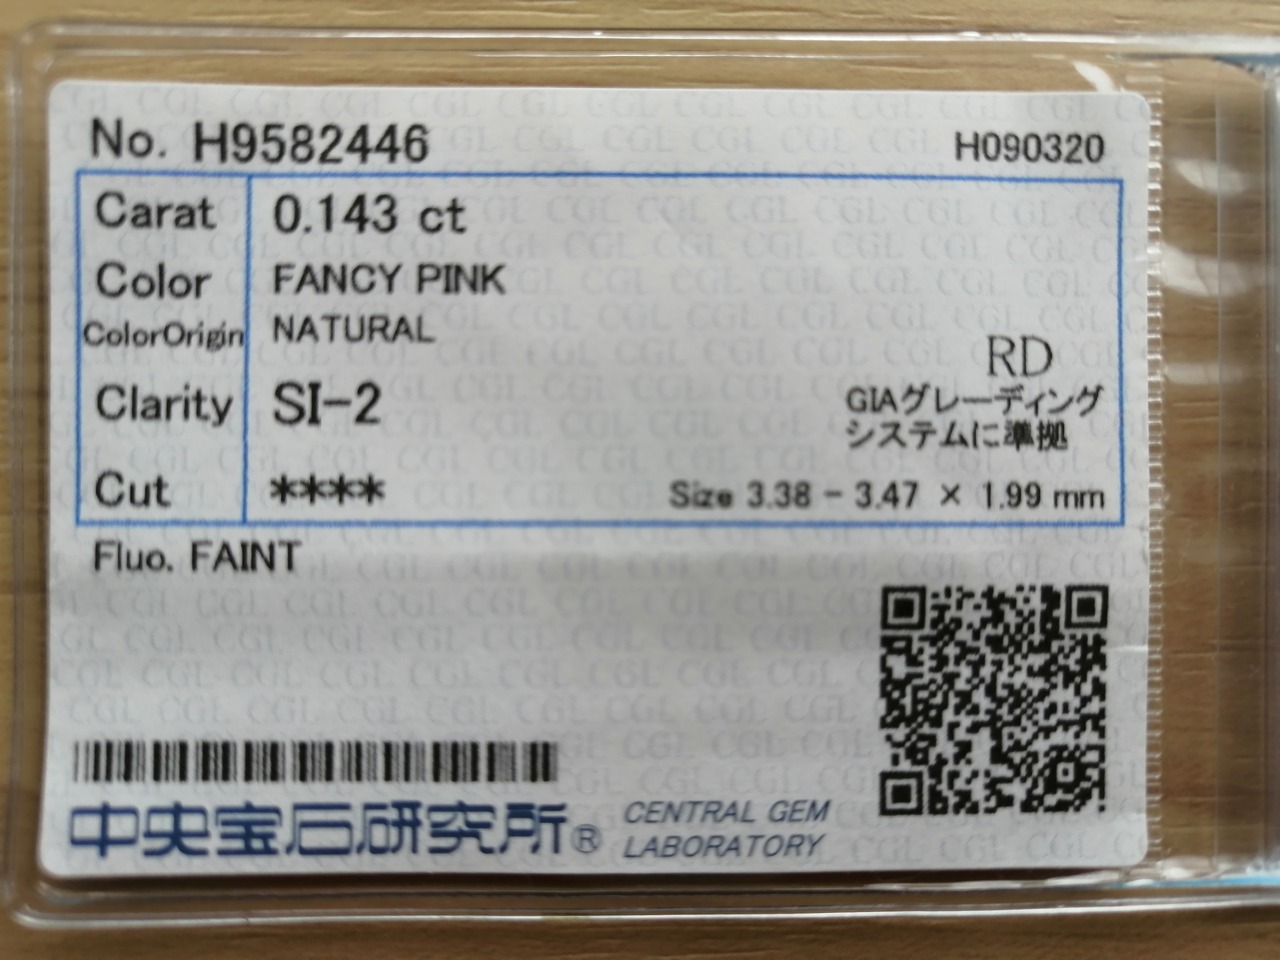 No. H9582446
H090320
Carat 0.143 ct
Color FANCY PINK
ColorOrigin NATURAL
RD
Clarity SI-2
GIAグレーディング
システムに準拠
Cut ****
Size 3.38 - 3.47 × 1.99 mm
Fluo. FAINT
中央宝石研究所®
CENTRAL GEM
LABORATORY